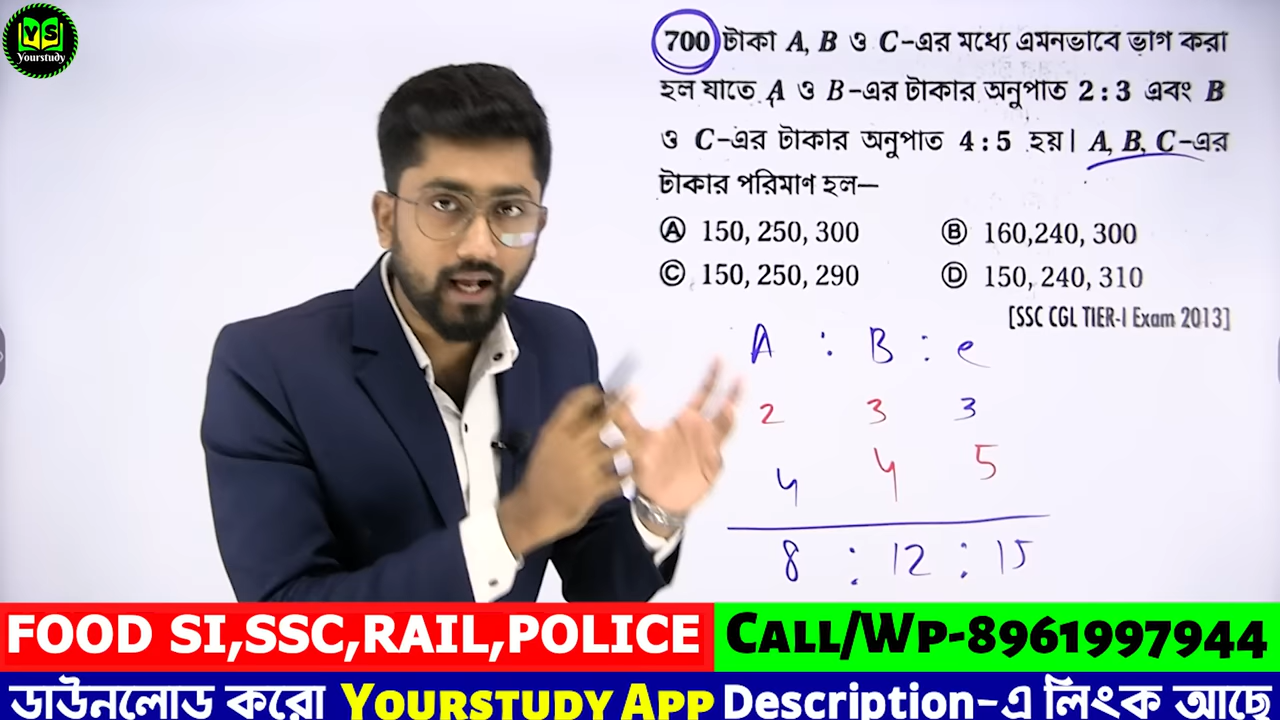 YS
Yourstudy
700 টাকা A, B ও C-এর মধ্যে এমনভাবে ভাগ করা
হল যাতে A ও B-এর টাকার অনুপাত 2 : 3 এবং B
ও C-এর টাকার অনুপাত 4 : 5 হয়। A, B, C-এর
টাকার পরিমাণ হল—
Ⓐ 150, 250, 300 Ⓑ 160,240, 300
Ⓒ 150, 250, 290 Ⓓ 150, 240, 310
[SSC CGL TIER-I Exam 2013]
A : B : C
2 3 3
4 4 5
8 : 12 : 15
FOOD SI,SSC,RAIL,POLICE CALL/WP-8961997944
ডাউনলোড করো YOURSTUDY APP Description-এ লিংক আছে